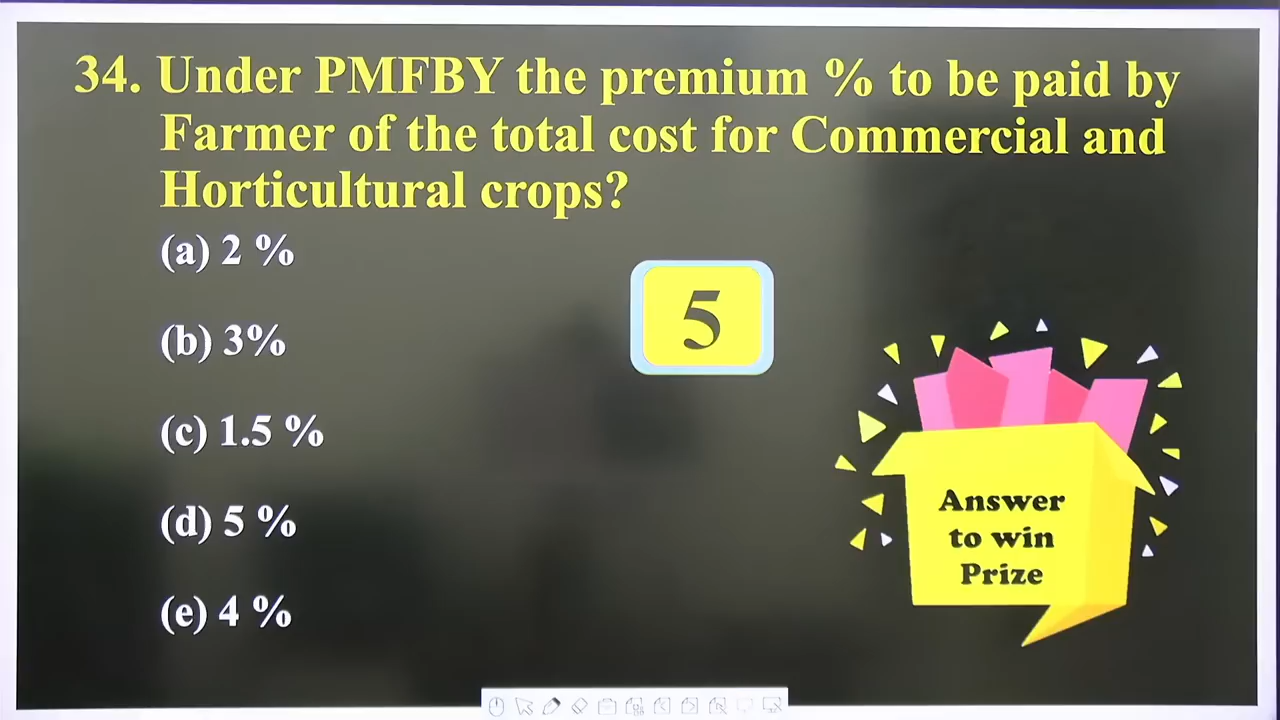 34. Under PMFBY the premium % to be paid by
Farmer of the total cost for Commercial and
Horticultural crops?
(a) 2 %
(b) 3%
(c) 1.5 %
(d) 5 %
(e) 4 %
5
Answer
to win
Prize